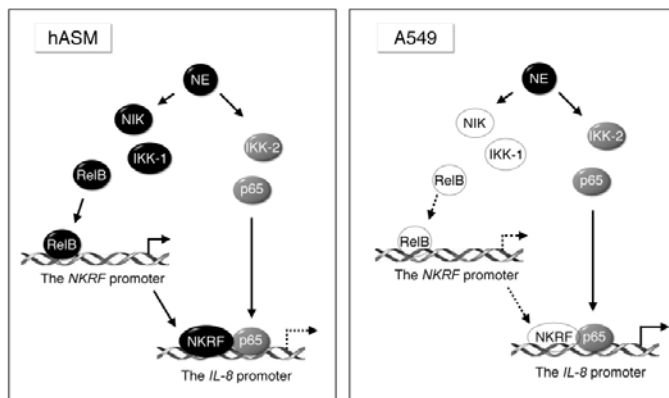 hASM
NE
NIK
IKK-1
IKK-2
RelB
p65
RelB
The NKRF promoter
NKRF
p65
The IL-8 promoter
A549
NE
NIK
IKK-1
IKK-2
RelB
p65
RelB
The NKRF promoter
NKRF
p65
The IL-8 promoter